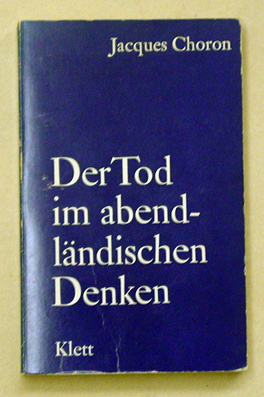 Jacques Choron
Der Tod
im abend-
ländischen
Denken
Klett